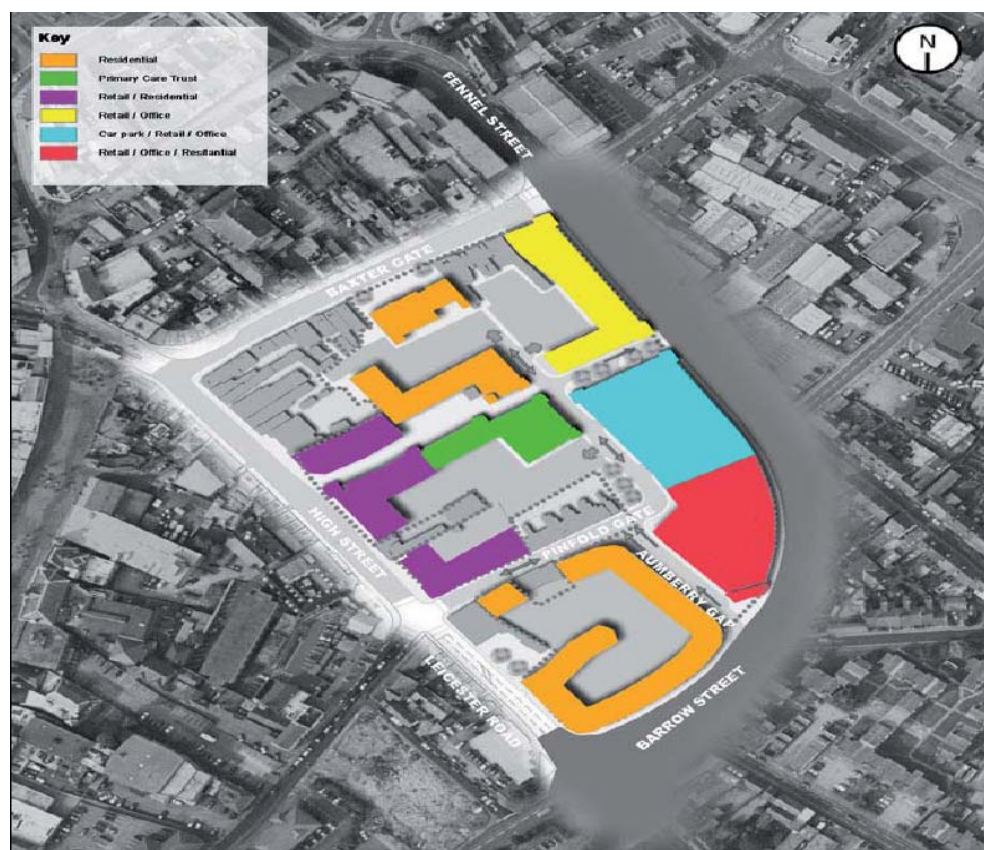 Key
Residential
Primary Care Trust
Retail / Residential
Retail / Office
Car park / Retail / Office
Retail / Office / Residantial
N
FENNEL STREET
BAXTER GATE
HIGH STREET
PINFOLD GATE
AUMBERRY GAP
LEICESTER ROAD
BARROW STREET